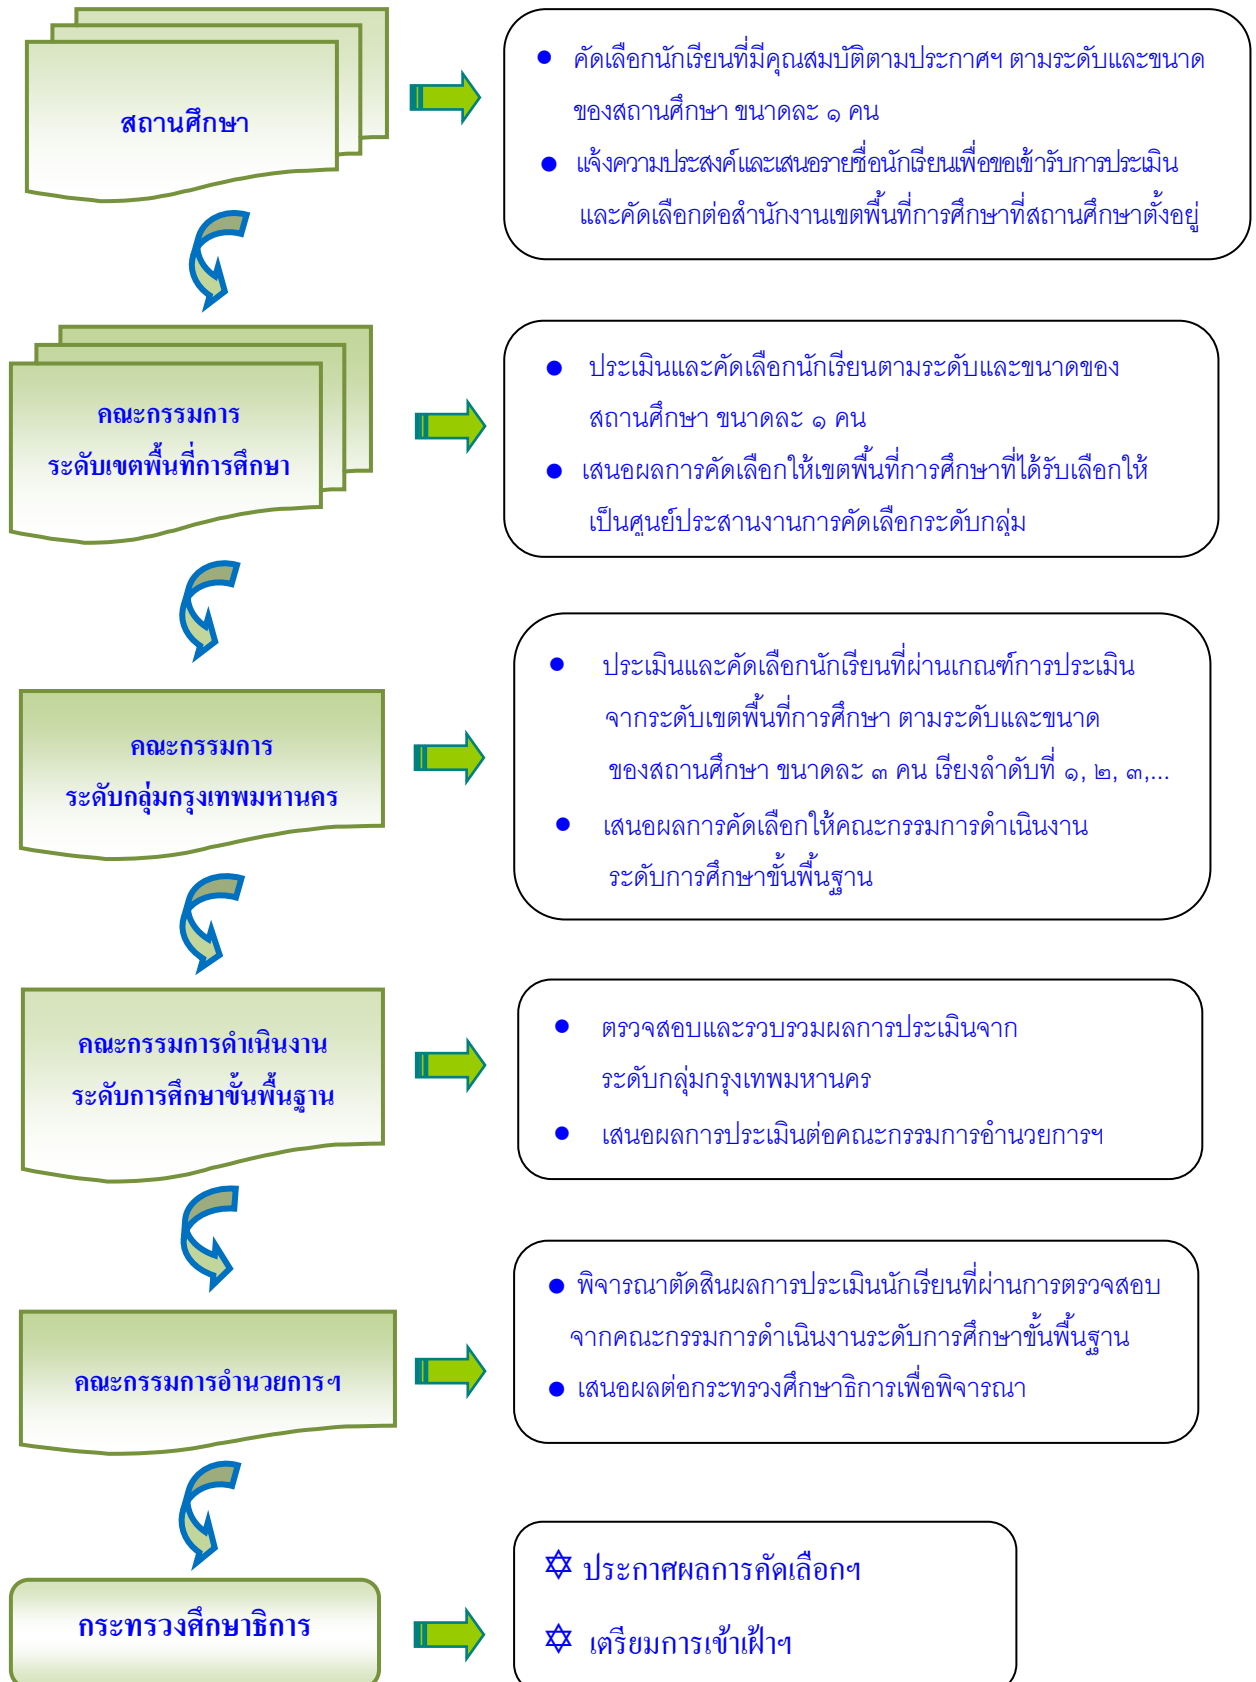 สถานศึกษา
● คัดเลือกนักเรียนที่มีคุณสมบัติตามประกาศฯ ตามระดับและขนาด
ของสถานศึกษา ขนาดละ ๑ คน
● แจ้งความประสงค์และเสนอรายชื่อนักเรียนเพื่อขอเข้ารับการประเมิน
และคัดเลือกต่อสำนักงานเขตพื้นที่การศึกษาที่สถานศึกษาตั้งอยู่
คณะกรรมการ
ระดับเขตพื้นที่การศึกษา
● ประเมินและคัดเลือกนักเรียนตามระดับและขนาดของ
สถานศึกษา ขนาดละ ๑ คน
● เสนอผลการคัดเลือกให้เขตพื้นที่การศึกษาที่ได้รับเลือกให้
เป็นศูนย์ประสานงานการคัดเลือกระดับกลุ่ม
คณะกรรมการ
ระดับกลุ่มกรุงเทพมหานคร
● ประเมินและคัดเลือกนักเรียนที่ผ่านเกณฑ์การประเมิน
จากระดับเขตพื้นที่การศึกษา ตามระดับและขนาด
ของสถานศึกษา ขนาดละ ๓ คน เรียงลำดับที่ ๑, ๒, ๓,...
● เสนอผลการคัดเลือกให้คณะกรรมการดำเนินงาน
ระดับการศึกษาขั้นพื้นฐาน
คณะกรรมการดำเนินงาน
ระดับการศึกษาขั้นพื้นฐาน
● ตรวจสอบและรวบรวมผลการประเมินจาก
ระดับกลุ่มกรุงเทพมหานคร
● เสนอผลการประเมินต่อคณะกรรมการอำนวยการฯ
คณะกรรมการอำนวยการฯ
● พิจารณาตัดสินผลการประเมินนักเรียนที่ผ่านการตรวจสอบ
จากคณะกรรมการดำเนินงานระดับการศึกษาขั้นพื้นฐาน
● เสนอผลต่อกระทรวงศึกษาธิการเพื่อพิจารณา
กระทรวงศึกษาธิการ
✡ ประกาศผลการคัดเลือกฯ
✡ เตรียมการเข้าเฝ้าฯ